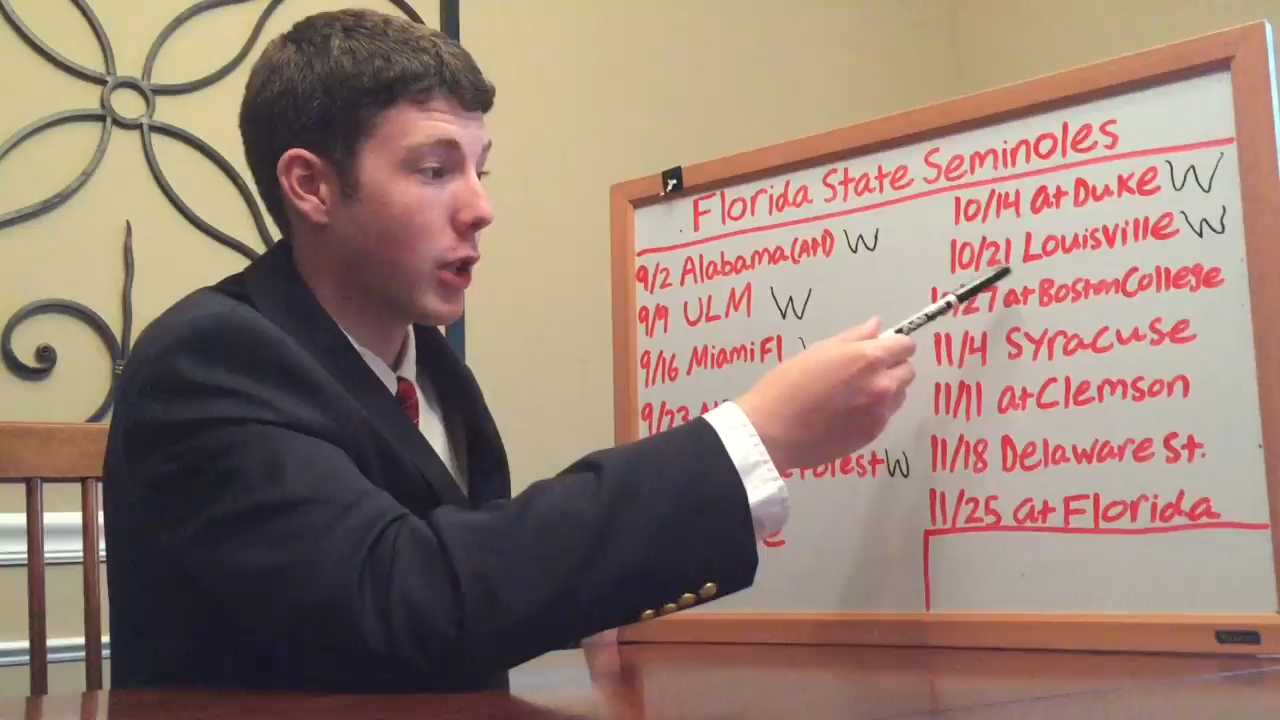 Florida State Seminoles
9/2 Alabama (Atl) W
9/9 ULM W
9/16 Miami Fl
9/23
W
10/14 at Duke W
10/21 Louisville W
at Boston College
11/4 Syracuse
11/11 at Clemson
11/18 Delaware St.
11/25 at Florida